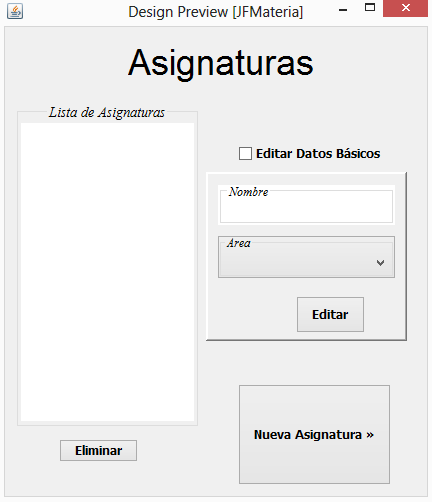 Design Preview [JFMateria]
Asignaturas
Lista de Asignaturas
Editar Datos Básicos
Nombre
Area
Editar
Nueva Asignatura »
Eliminar